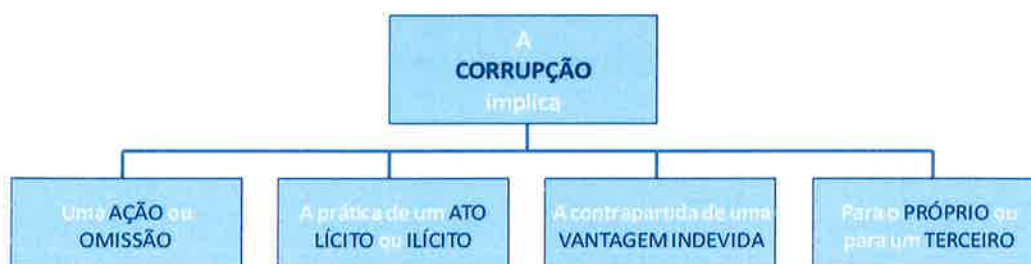 A
CORRUPÇÃO
implica
Uma AÇÃO ou
OMISSÃO
A prática de um ATO
LÍCITO ou ILÍCITO
A contrapartida de uma
VANTAGEM INDEVIDA
Para o PRÓPRIO ou
para um TERCEIRO